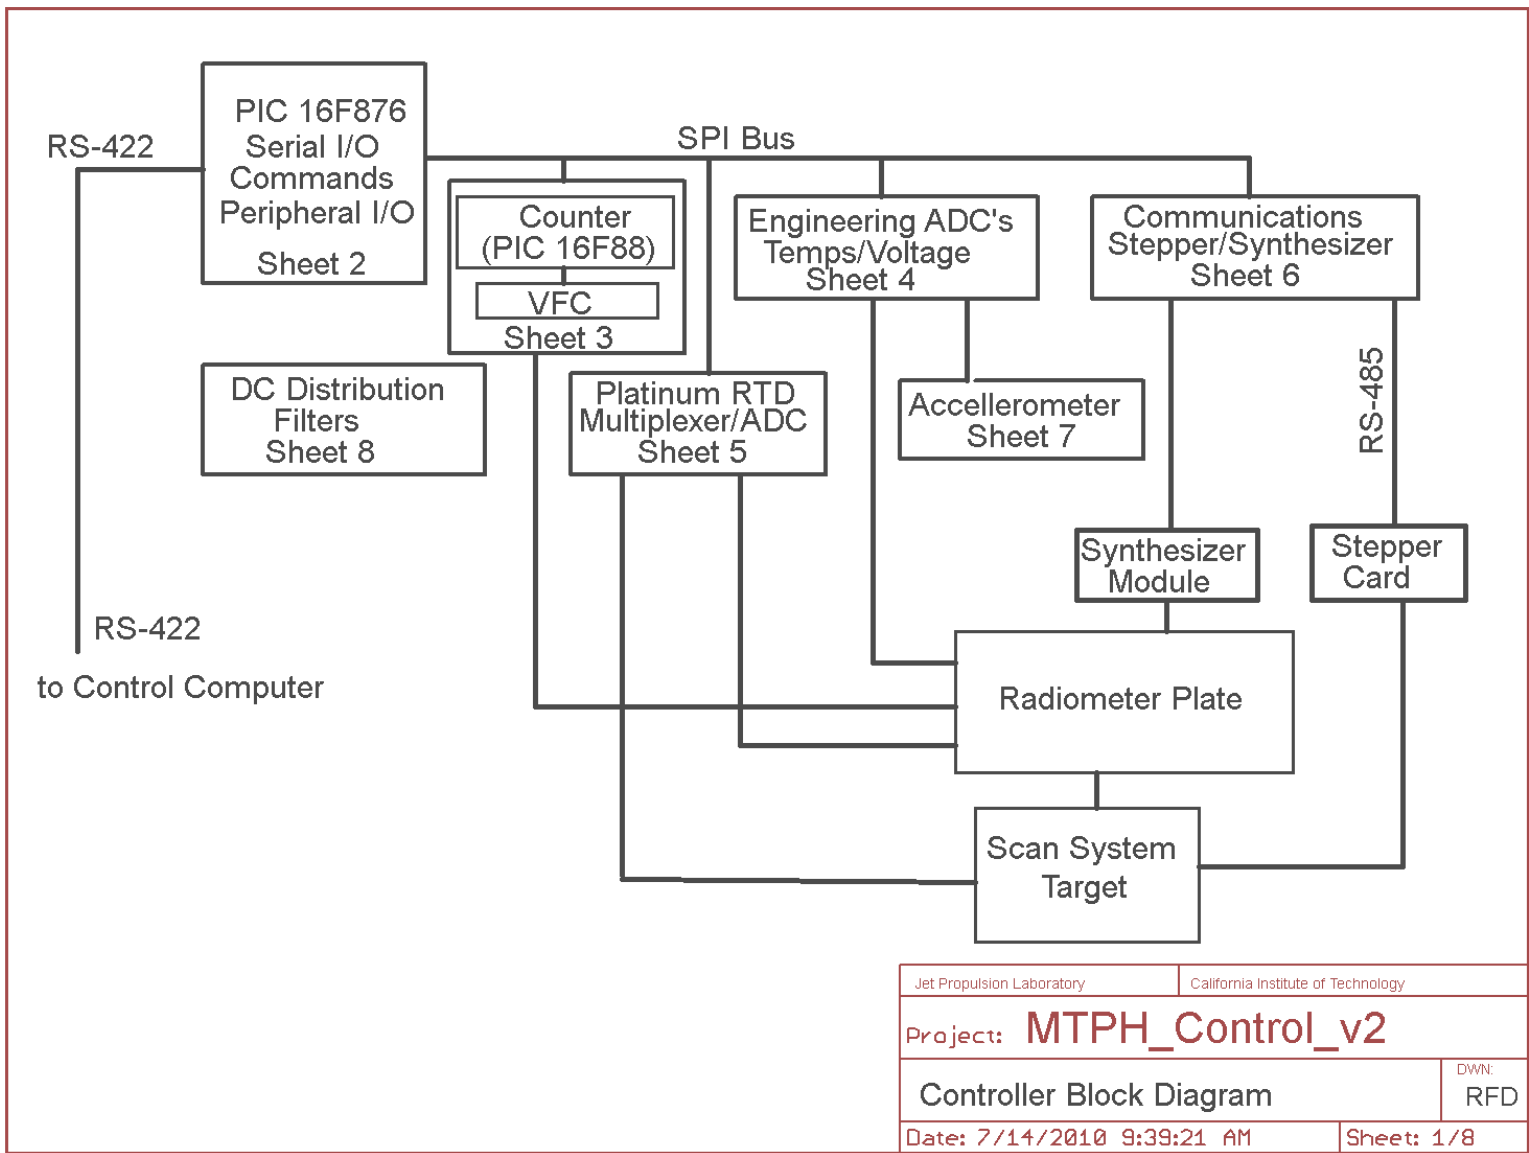 PIC 16F876
Serial I/O
Commands
Peripheral I/O
Sheet 2
RS-422
SPI Bus
Counter
(PIC 16F88)
VFC
Sheet 3
Engineering ADC's
Temps/Voltage
Sheet 4
Communications
Stepper/Synthesizer
Sheet 6
DC Distribution
Filters
Sheet 8
Platinum RTD
Multiplexer/ADC
Sheet 5
Accellerometer
Sheet 7
RS-485
Synthesizer
Module
Stepper
Card
RS-422
to Control Computer
Radiometer Plate
Scan System
Target
Jet Propulsion Laboratory
California Institute of Technology
Project: MTPH_Control_v2
Controller Block Diagram
DWN:
RFD
Date: 7/14/2010 9:39:21 AM
Sheet: 1/8